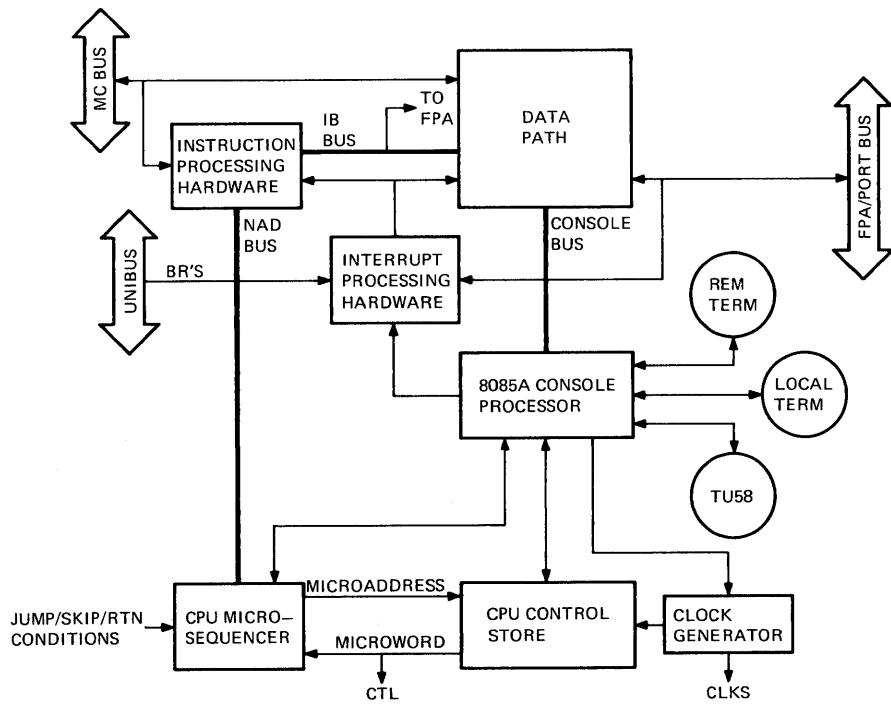 MC BUS
TO
FPA
IB
BUS
DATA
PATH
INSTRUCTION
PROCESSING
HARDWARE
FPA/PORT BUS
NAD
BUS
CONSOLE
BUS
UNIBUS
BR'S
INTERRUPT
PROCESSING
HARDWARE
REM
TERM
8085A CONSOLE
PROCESSOR
LOCAL
TERM
TU58
MICROADDRESS
JUMP/SKIP/RTN
CONDITIONS
CPU MICRO-
SEQUENCER
CPU CONTROL
STORE
CLOCK
GENERATOR
MICROWORD
CTL
CLKS